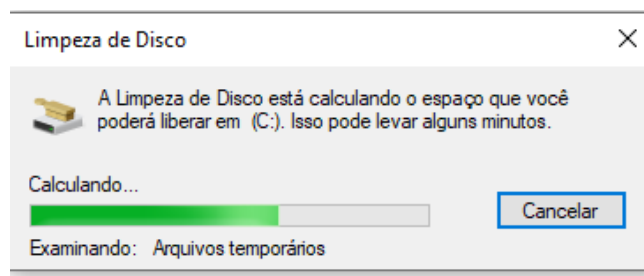 Limpeza de Disco
A Limpeza de Disco está calculando o espaço que você
poderá liberar em  (C:). Isso pode levar alguns minutos.
Calculando...
Cancelar
Examinando:   Arquivos temporários